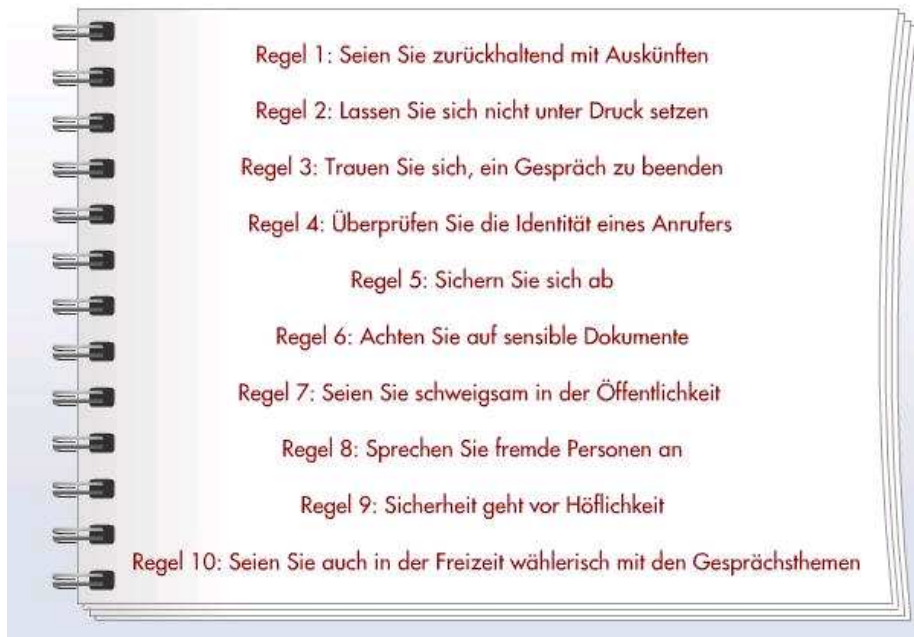 Regel 1: Seien Sie zurückhaltend mit Auskünften
Regel 2: Lassen Sie sich nicht unter Druck setzen
Regel 3: Trauen Sie sich, ein Gespräch zu beenden
Regel 4: Überprüfen Sie die Identität eines Anrufers
Regel 5: Sichern Sie sich ab
Regel 6: Achten Sie auf sensible Dokumente
Regel 7: Seien Sie schweigsam in der Öffentlichkeit
Regel 8: Sprechen Sie fremde Personen an
Regel 9: Sicherheit geht vor Höflichkeit
Regel 10: Seien Sie auch in der Freizeit wählerisch mit den Gesprächsthemen